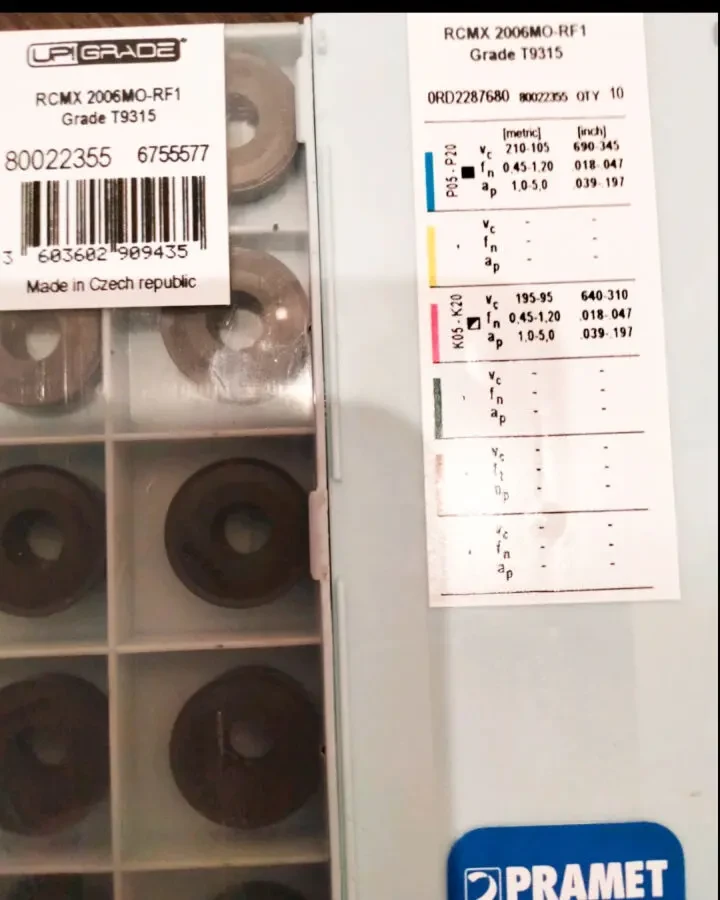 UP!GRADE
RCMX 2006MO-RF1
Grade T9315
80022355 6755577
3 603602 909435
Made in Czech republic
RCMX 2006MO-RF1
Grade T9315
0RD2287680 80022355 QTY 10
[metric] [inch]
P05 - P20
vc 210-105 690-345
fn 0,45-1,20 .018-.047
ap 1,0-5,0 .039-.197
vc - -
fn - -
ap - -
K05 - K20
vc 195-95 640-310
fn 0,45-1,20 .018-.047
ap 1,0-5,0 .039-.197
vc - -
fn - -
ap - -
vc - -
ap - -
vc - -
fn - -
ap - -
PRAMET